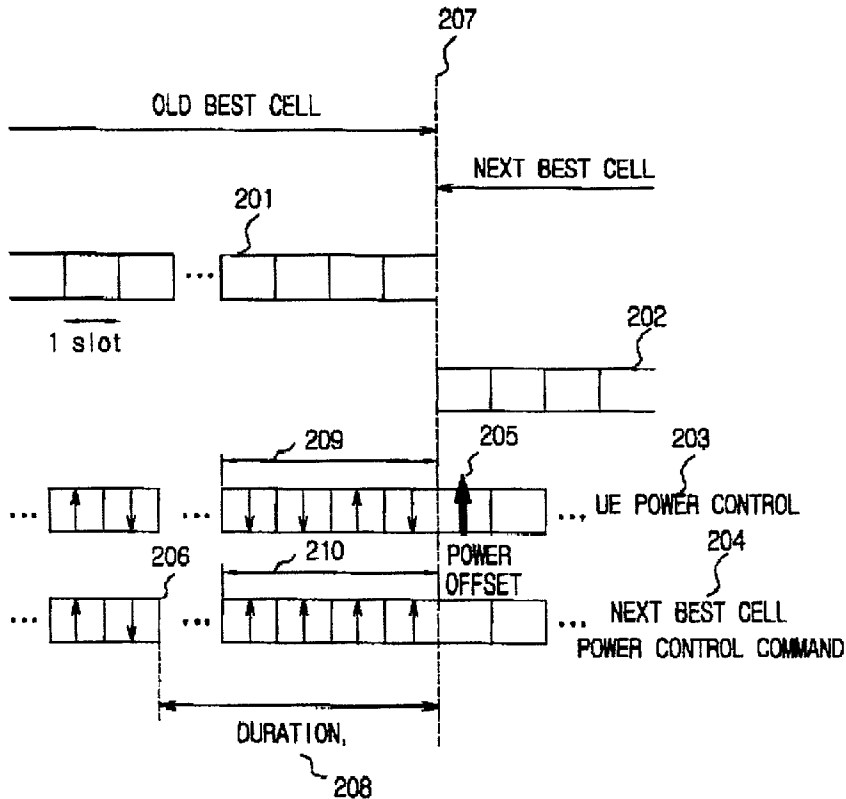 207
OLD BEST CELL
NEXT BEST CELL
201
...
1 slot
202
209
205
203
... ... ..., UE POWER CONTROL
206
210
POWER
OFFSET
204
... ... ... NEXT BEST CELL
POWER CONTROL COMMAND
DURATION,
208